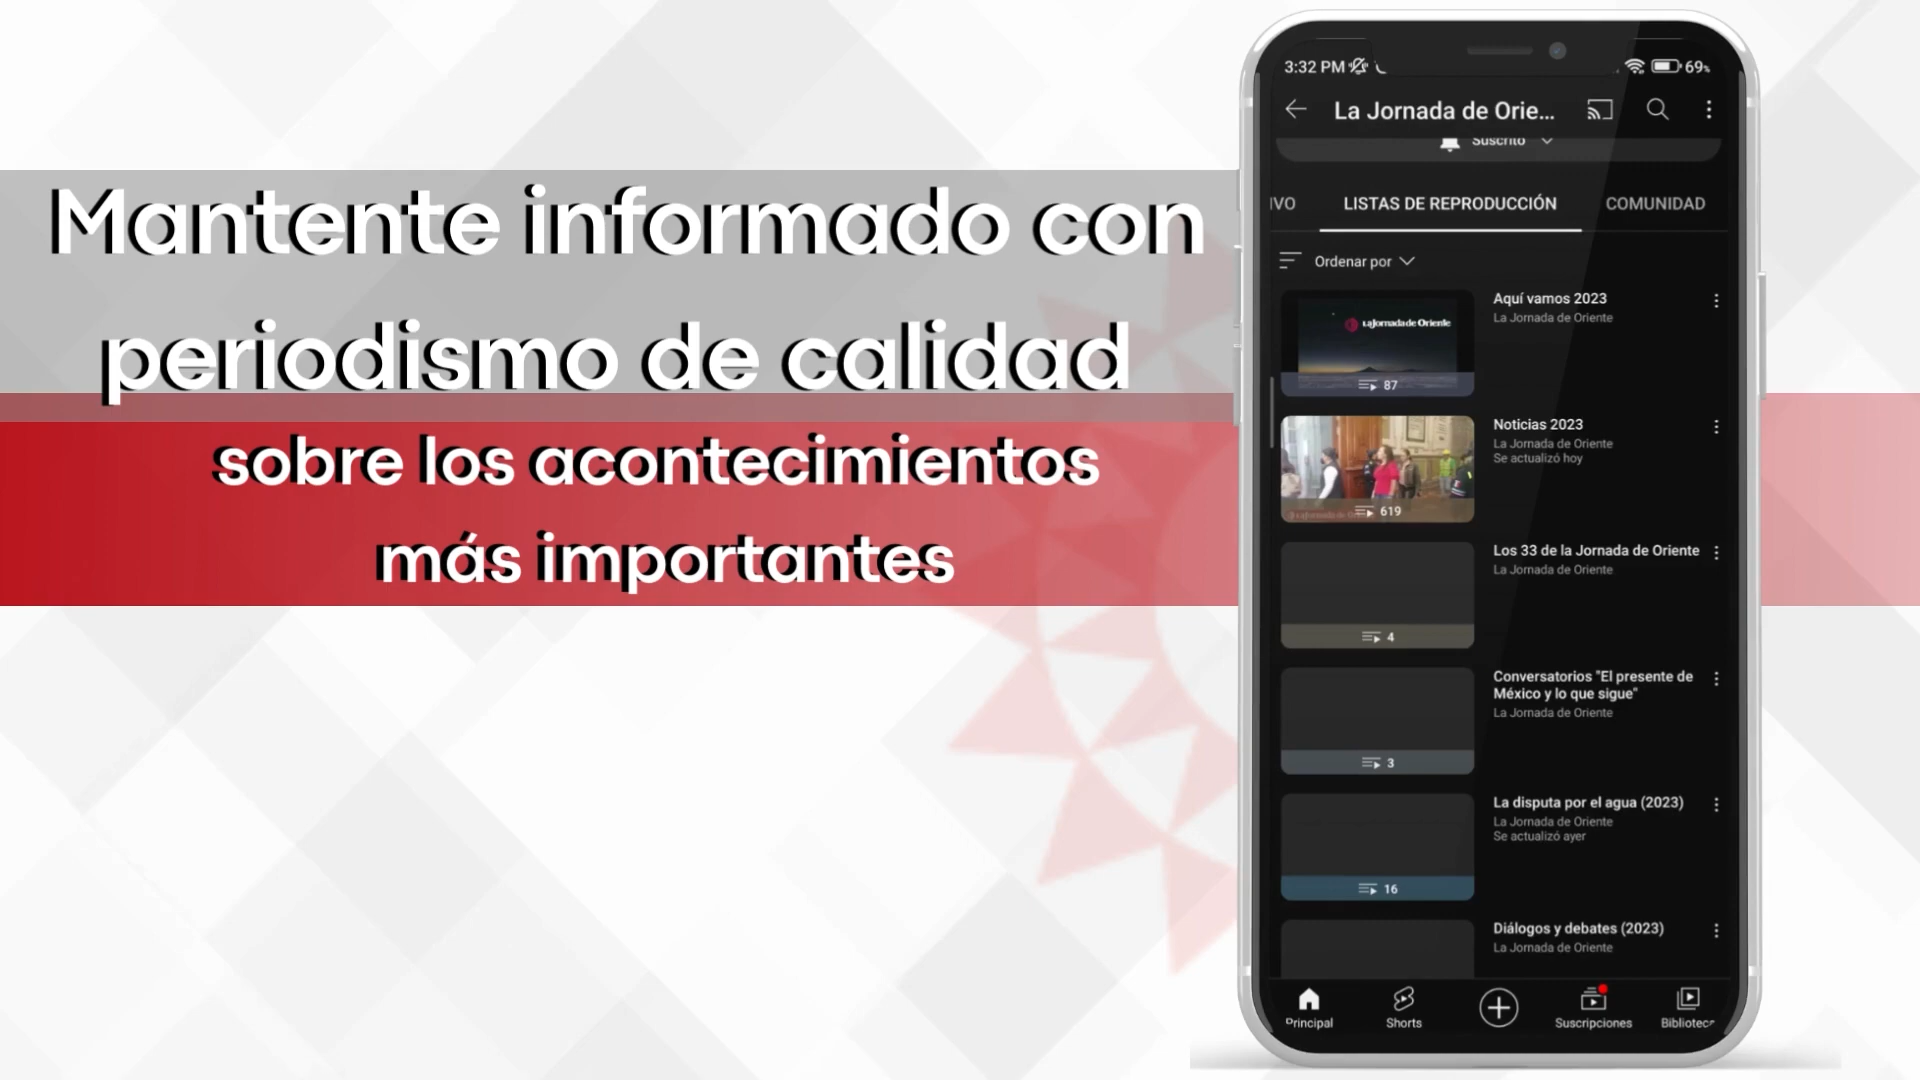 Mantente informado con
periodismo de calidad
sobre los acontecimientos
más importantes
3:32 PM
69%
La Jornada de Orie...
Suscrito
IVO
LISTAS DE REPRODUCCIÓN
COMUNIDAD
Ordenar por
La Jornada de Oriente
87
Aquí vamos 2023
La Jornada de Oriente
619
Noticias 2023
La Jornada de Oriente
Se actualizó hoy
4
Los 33 de la Jornada de Oriente
La Jornada de Oriente
3
Conversatorios "El presente de
México y lo que sigue"
La Jornada de Oriente
16
La disputa por el agua (2023)
La Jornada de Oriente
Se actualizó ayer
Diálogos y debates (2023)
La Jornada de Oriente
Principal
Shorts
Suscripciones
Bibliotec